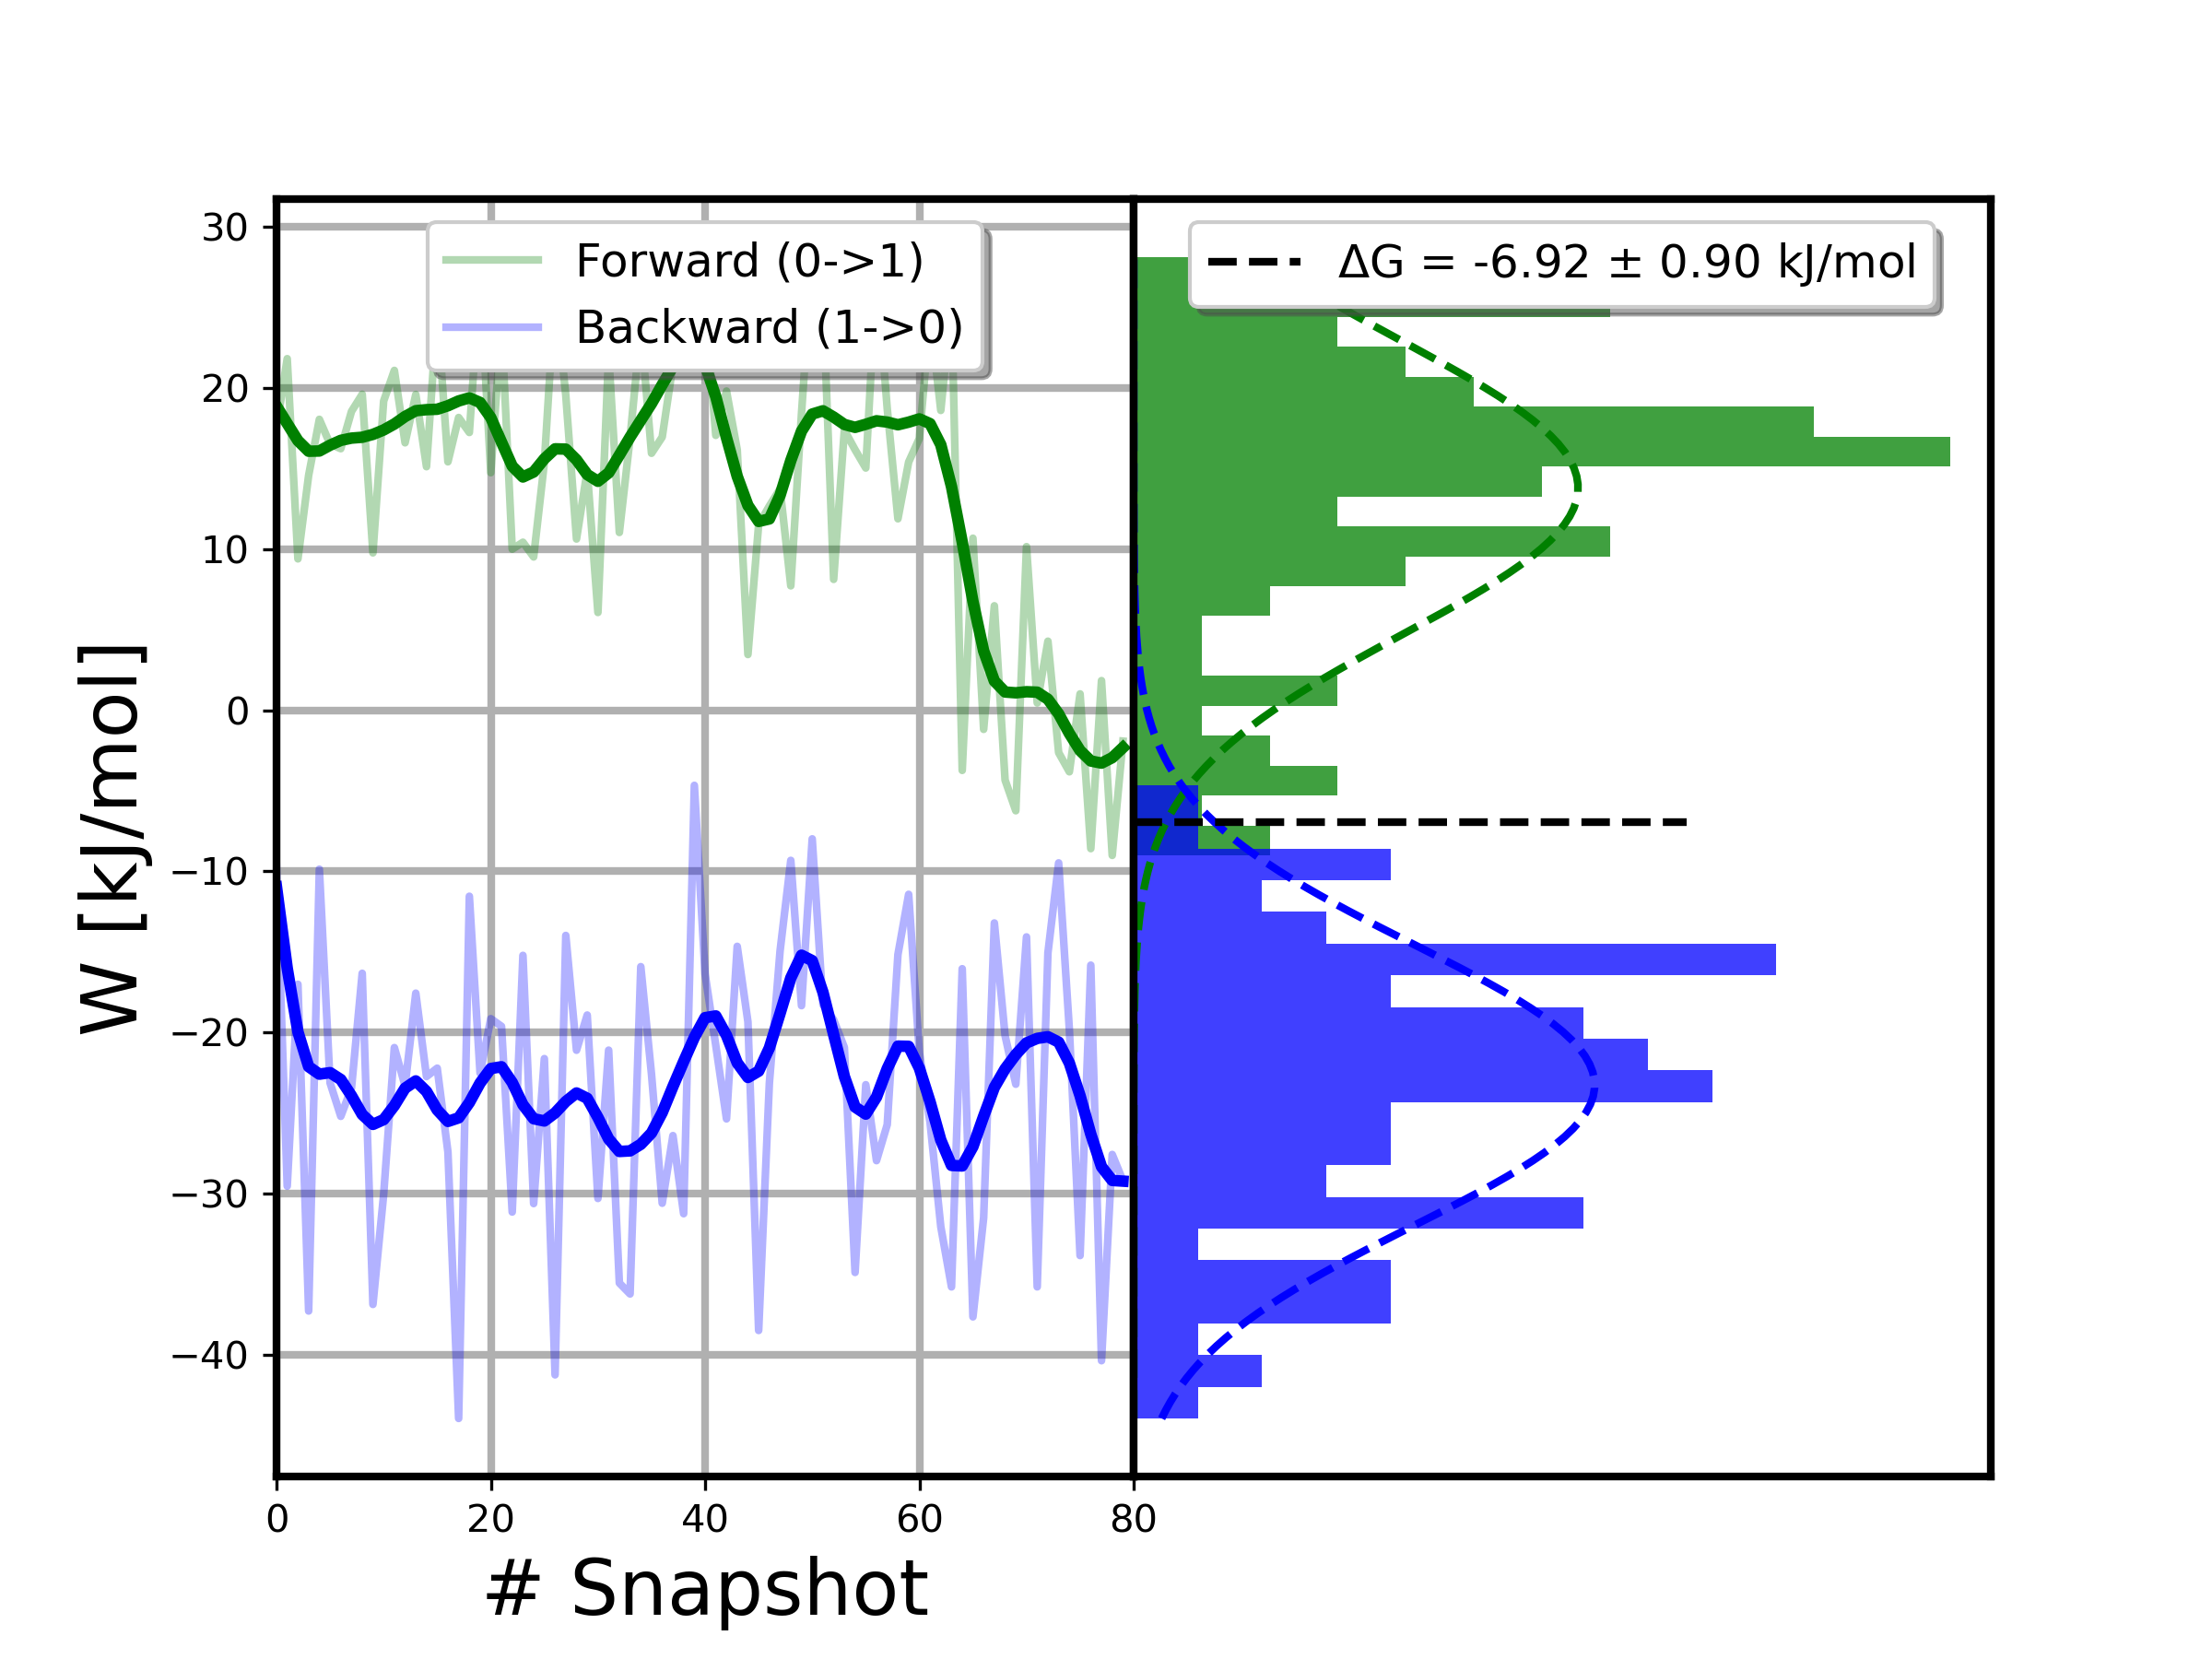 Forward (0->1)
Backward (1->0)
ΔG = -6.92 ± 0.90 kJ/mol
W [kJ/mol]
30
20
10
0
−10
−20
−30
−40
0 20 40 60 80
# Snapshot